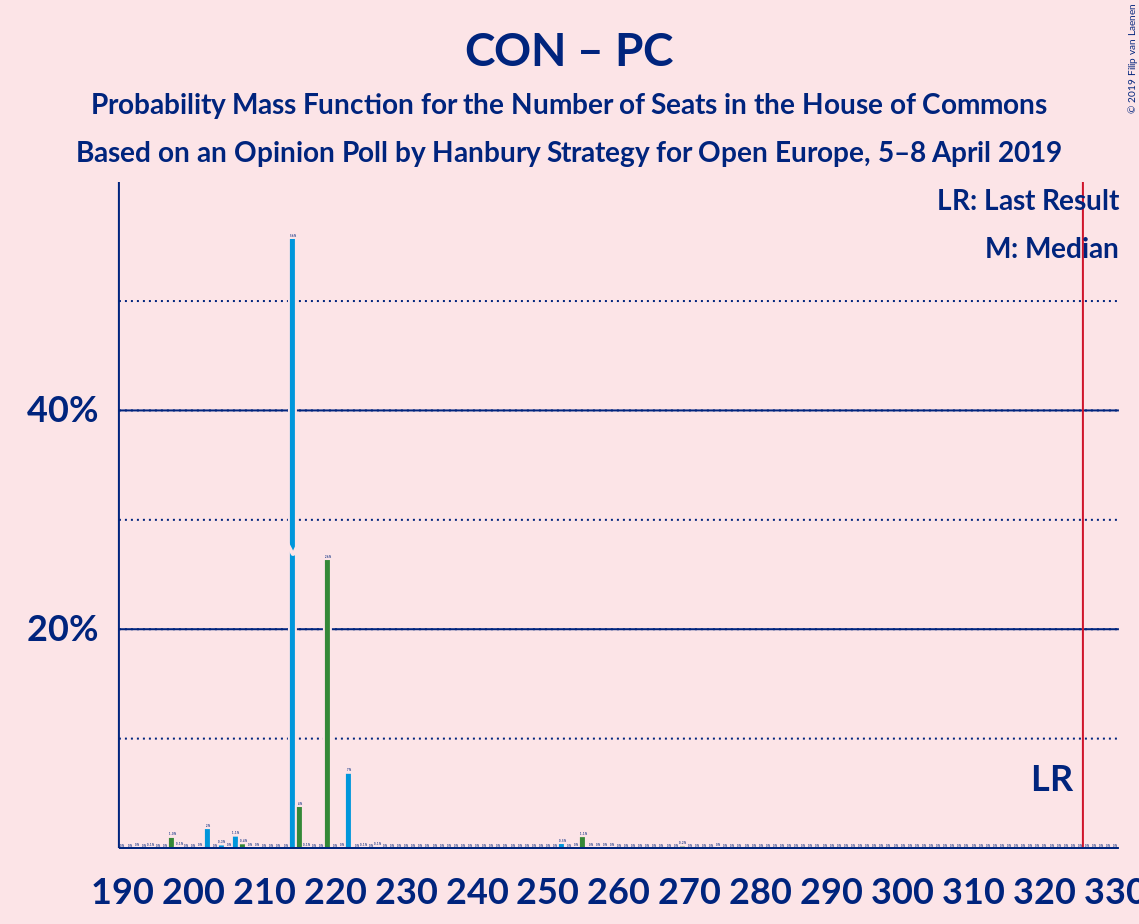 CON – PC
Probability Mass Function for the Number of Seats in the House of Commons
Based on an Opinion Poll by Hanbury Strategy for Open Europe, 5–8 April 2019
© 2019 Filip van Laenen
LR: Last Result
M: Median
40%
20%
LR
190 200 210 220 230 240 250 260 270 280 290 300 310 320 330